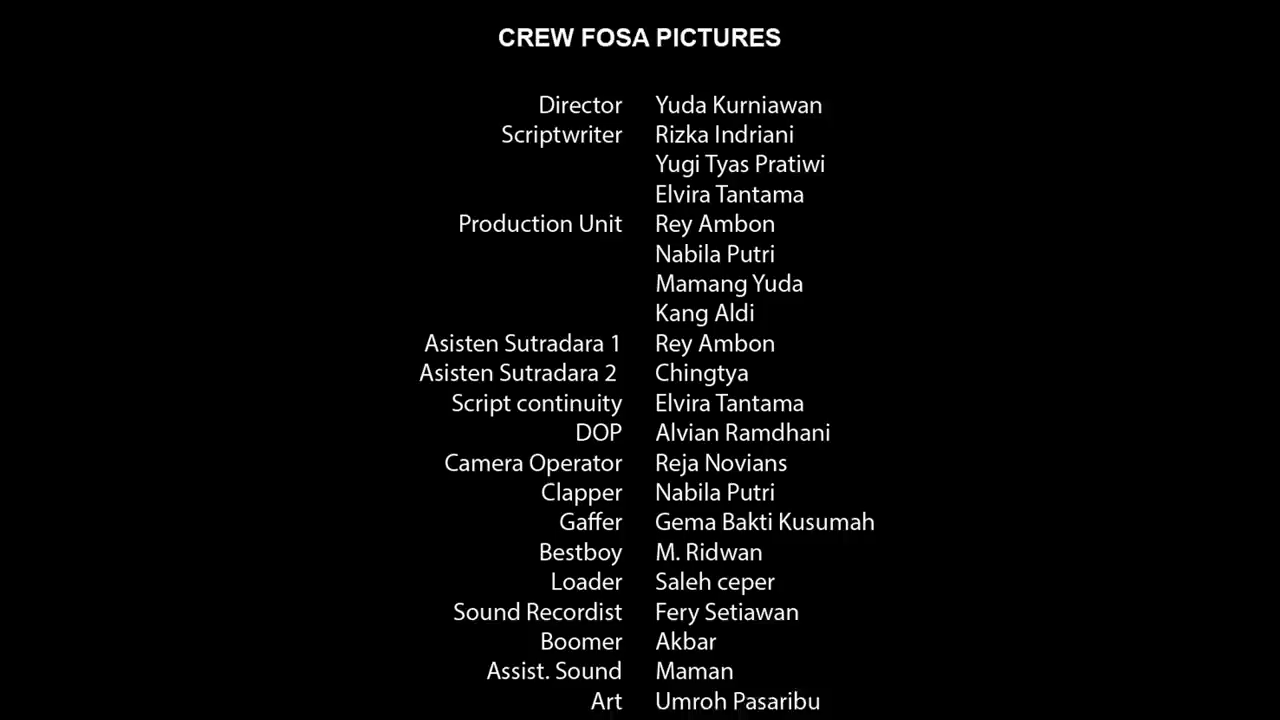 CREW FOSA PICTURES
Director Yuda Kurniawan
Scriptwriter Rizka Indriani
Yugi Tyas Pratiwi
Elvira Tantama
Production Unit Rey Ambon
Nabila Putri
Mamang Yuda
Kang Aldi
Asisten Sutradara 1 Rey Ambon
Asisten Sutradara 2 Chingtya
Script continuity Elvira Tantama
DOP Alvian Ramdhani
Camera Operator Reja Novians
Clapper Nabila Putri
Gaffer Gema Bakti Kusumah
Bestboy M. Ridwan
Loader Saleh ceper
Sound Recordist Fery Setiawan
Boomer Akbar
Assist. Sound Maman
Art Umroh Pasaribu